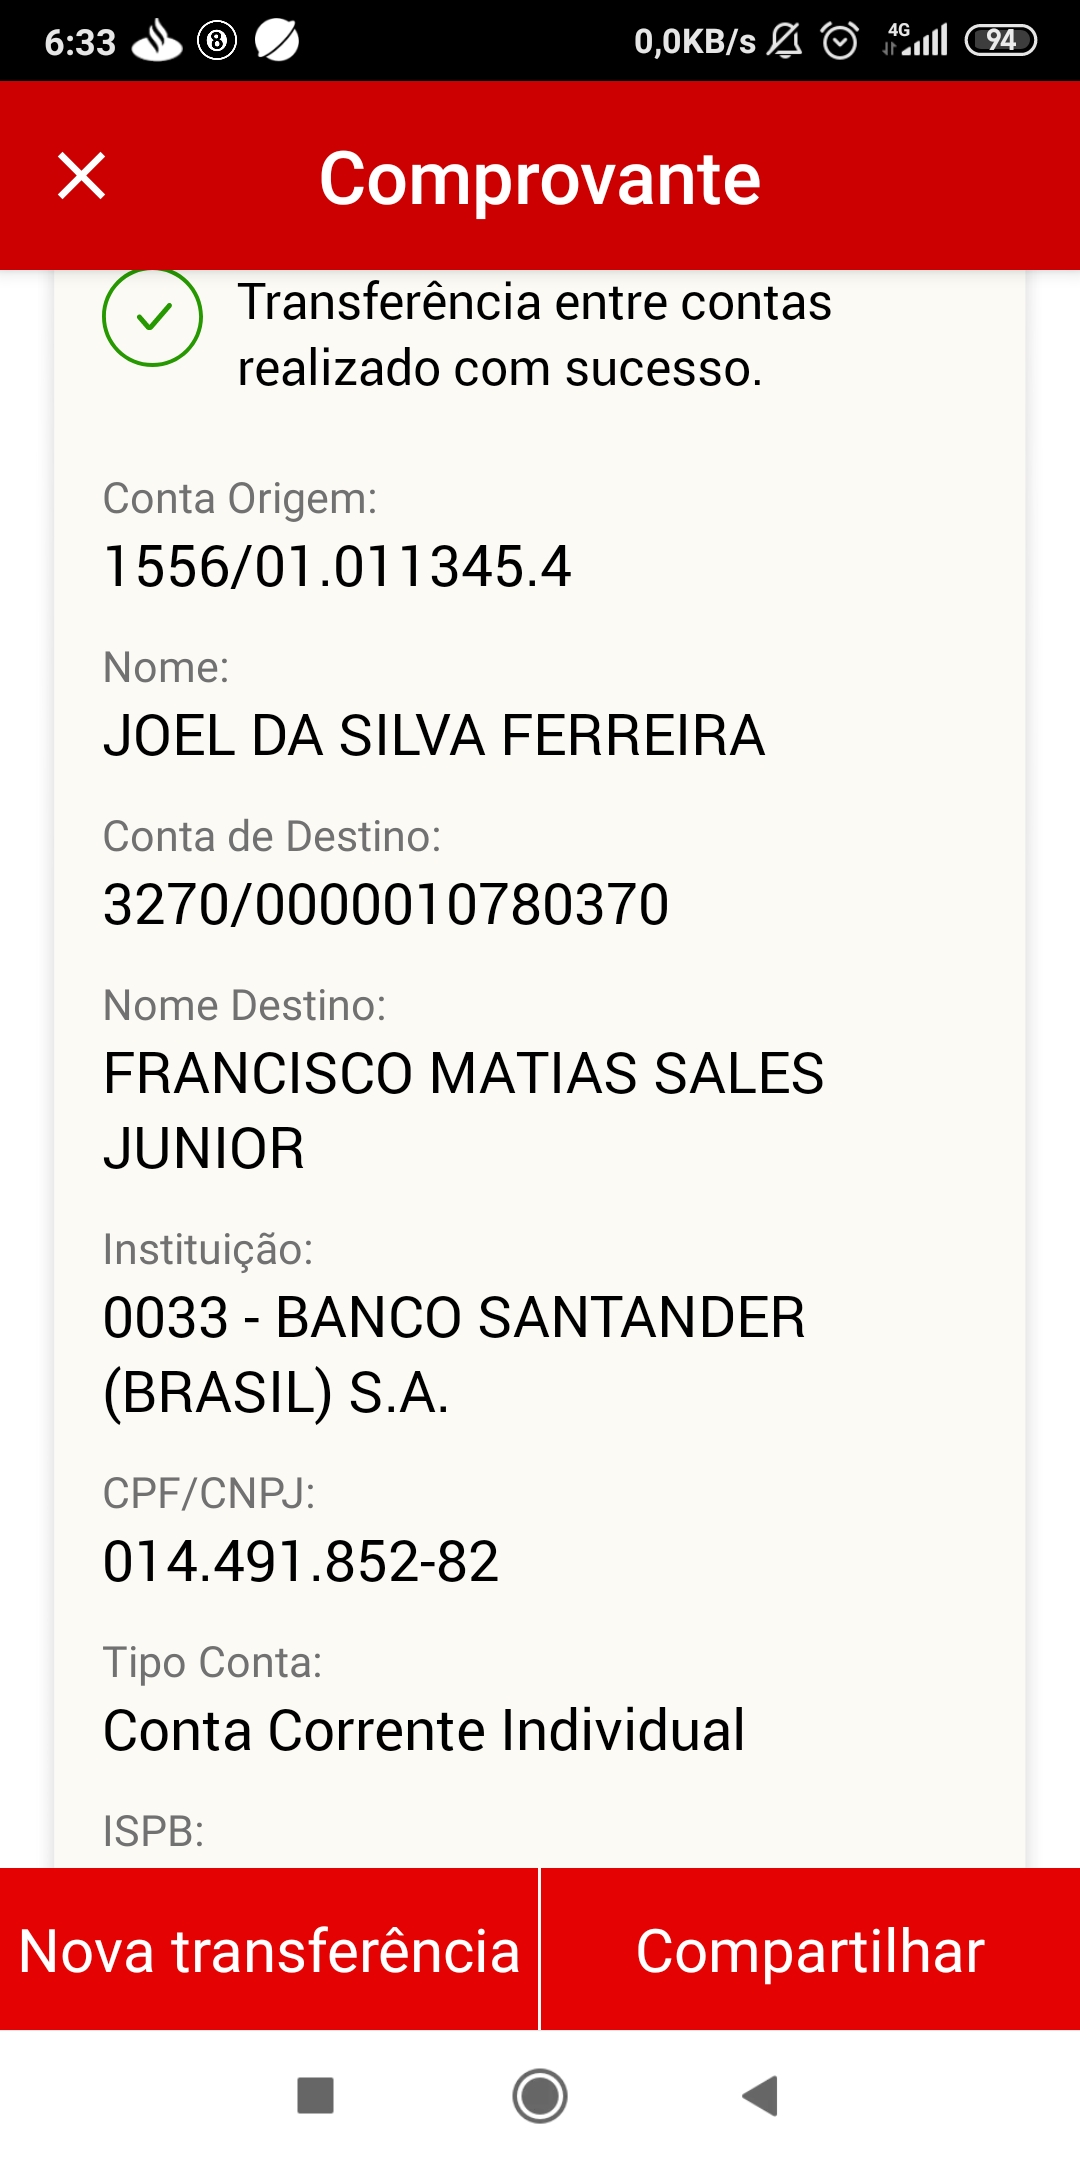 6:33
0,0KB/s
4G
94
Comprovante
Transferência entre contas
realizado com sucesso.
Conta Origem:
1556/01.011345.4
Nome:
JOEL DA SILVA FERREIRA
Conta de Destino:
3270/0000010780370
Nome Destino:
FRANCISCO MATIAS SALES
JUNIOR
Instituição:
0033 - BANCO SANTANDER
(BRASIL) S.A.
CPF/CNPJ:
014.491.852-82
Tipo Conta:
Conta Corrente Individual
ISPB:
Nova transferência
Compartilhar